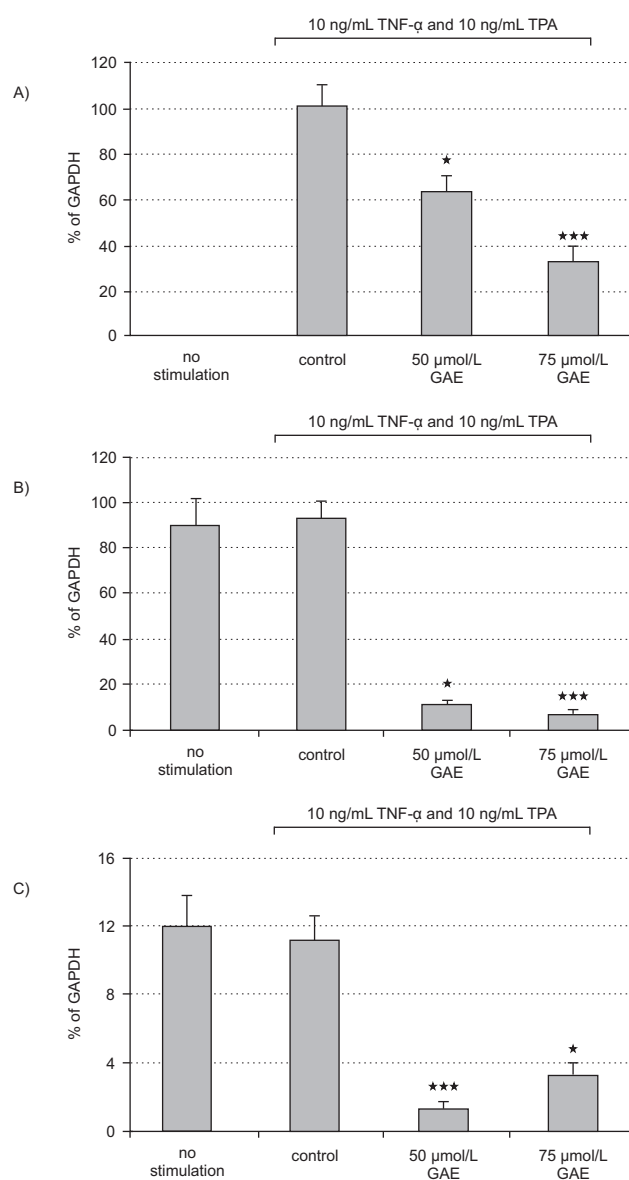 10 ng/mL TNF-α and 10 ng/mL TPA
A)
% of GAPDH
120
100
80
60
40
20
0
★
★★★
no stimulation
control
50 µmol/L GAE
75 µmol/L GAE
10 ng/mL TNF-α and 10 ng/mL TPA
B)
% of GAPDH
120
100
80
60
40
20
0
★
★★★
no stimulation
control
50 µmol/L GAE
75 µmol/L GAE
10 ng/mL TNF-α and 10 ng/mL TPA
C)
% of GAPDH
16
12
8
4
0
★★★
★
no stimulation
control
50 µmol/L GAE
75 µmol/L GAE